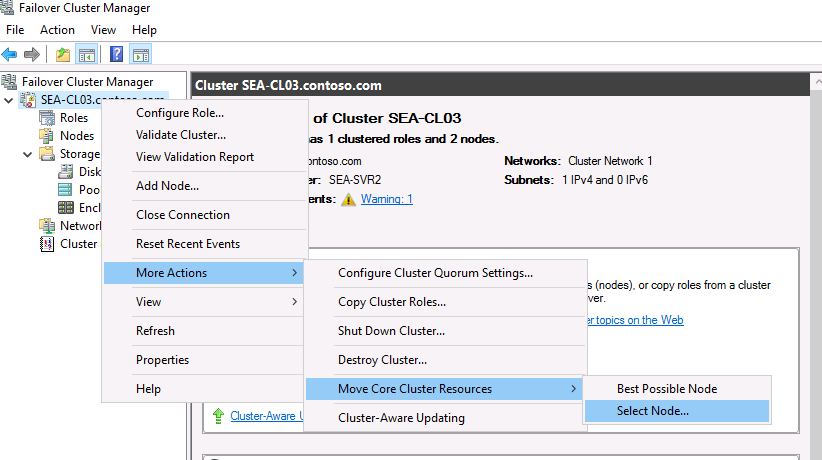 Failover Cluster Manager
File Action View Help
Failover Cluster Manager
SEA-CL03.contoso.com
Roles
Nodes
Storage
Disk
Poo
Encl
Network
Cluster
Configure Role...
Validate Cluster...
View Validation Report
Add Node...
Close Connection
Reset Recent Events
More Actions
View
Refresh
Properties
Help
Configure Cluster Quorum Settings...
Copy Cluster Roles...
Shut Down Cluster...
Destroy Cluster...
Move Core Cluster Resources
Cluster-Aware Updating
Best Possible Node
Select Node...
Cluster SEA-CL03.contoso.com
of Cluster SEA-CL03
as 1 clustered roles and 2 nodes.
ontoso.com
Networks: Cluster Network 1
er: SEA-SVR2
Subnets: 1 IPv4 and 0 IPv6
ents: Warning: 1
s (nodes), or copy roles from a cluster
ver.
er topics on the Web
Cluster-Aware U